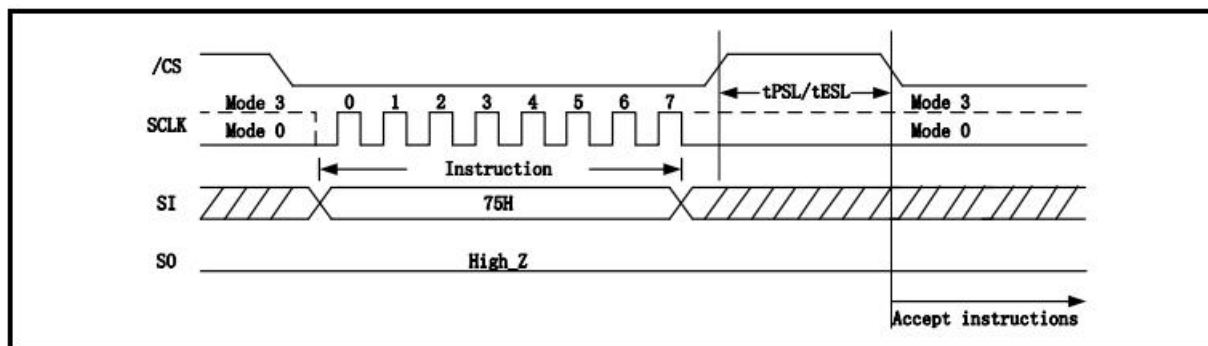 /CS
tPSL/tESL
Mode 3 0 1 2 3 4 5 6 7 Mode 3
SCLK Mode 0 Mode 0
Instruction
SI 75H
SO High_Z
Accept instructions